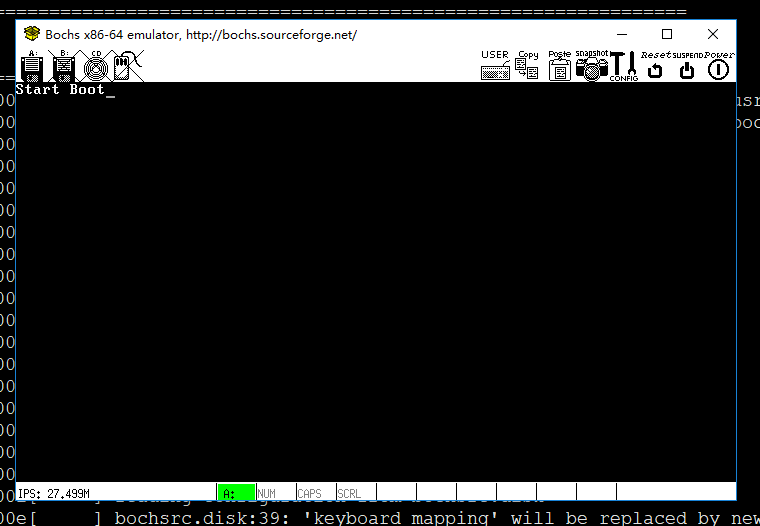 Bochs x86-64 emulator, http://bochs.sourceforge.net/
A: B: CD USER Copy Paste snapshot CONFIG Reset SUSPEND Power
Start Boot_
IPS: 27.499M A: NUM CAPS SCRL
00e[ ] bochsrc.disk:39: 'keyboard_mapping' will be replaced by new